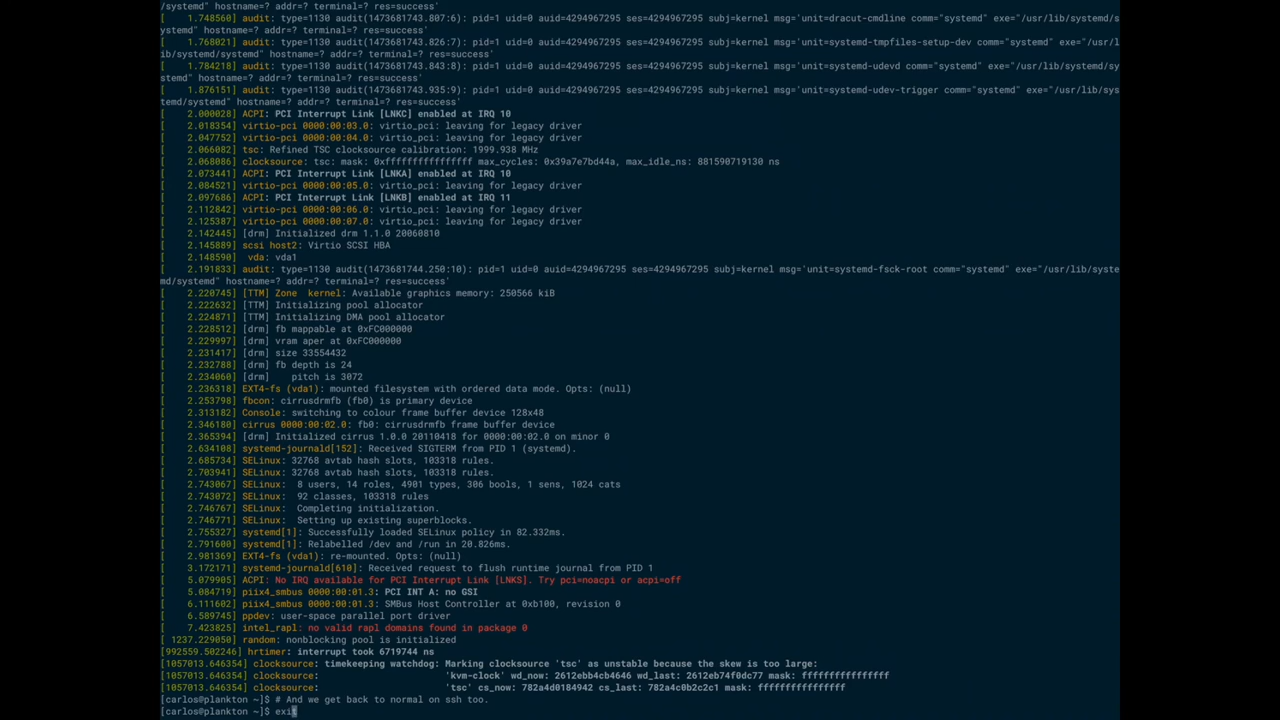 /systemd" hostname=? addr=? terminal=? res=success'
[    1.748560] audit: type=1130 audit(1473681743.807:6): pid=1 uid=0 auid=4294967295 ses=4294967295 subj=kernel msg='unit=dracut-cmdline comm="systemd" exe="/usr/lib/systemd/s
ystemd" hostname=? addr=? terminal=? res=success'
[    1.768021] audit: type=1130 audit(1473681743.826:7): pid=1 uid=0 auid=4294967295 ses=4294967295 subj=kernel msg='unit=systemd-tmpfiles-setup-dev comm="systemd" exe="/usr/l
ib/systemd/systemd" hostname=? addr=? terminal=? res=success'
[    1.784218] audit: type=1130 audit(1473681743.843:8): pid=1 uid=0 auid=4294967295 ses=4294967295 subj=kernel msg='unit=systemd-udevd comm="systemd" exe="/usr/lib/systemd/sy
stemd" hostname=? addr=? terminal=? res=success'
[    1.876151] audit: type=1130 audit(1473681743.935:9): pid=1 uid=0 auid=4294967295 ses=4294967295 subj=kernel msg='unit=systemd-udev-trigger comm="systemd" exe="/usr/lib/sys
temd/systemd" hostname=? addr=? terminal=? res=success'
[    2.000028] ACPI: PCI Interrupt Link [LNKC] enabled at IRQ 10
[    2.018354] virtio-pci 0000:00:03.0: virtio_pci: leaving for legacy driver
[    2.047752] virtio-pci 0000:00:04.0: virtio_pci: leaving for legacy driver
[    2.066082] tsc: Refined TSC clocksource calibration: 1999.938 MHz
[    2.068086] clocksource: tsc: mask: 0xffffffffffffffff max_cycles: 0x39a7e7bd44a, max_idle_ns: 881590719130 ns
[    2.073441] ACPI: PCI Interrupt Link [LNKA] enabled at IRQ 10
[    2.084521] virtio-pci 0000:00:05.0: virtio_pci: leaving for legacy driver
[    2.097686] ACPI: PCI Interrupt Link [LNKB] enabled at IRQ 11
[    2.112842] virtio-pci 0000:00:06.0: virtio_pci: leaving for legacy driver
[    2.125387] virtio-pci 0000:00:07.0: virtio_pci: leaving for legacy driver
[    2.142445] [drm] Initialized drm 1.1.0 20060810
[    2.145889] scsi host2: Virtio SCSI HBA
[    2.148590]  vda: vda1
[    2.191833] audit: type=1130 audit(1473681744.250:10): pid=1 uid=0 auid=4294967295 ses=4294967295 subj=kernel msg='unit=systemd-fsck-root comm="systemd" exe="/usr/lib/syste
md/systemd" hostname=? addr=? terminal=? res=success'
[    2.220745] [TTM] Zone  kernel: Available graphics memory: 250566 kiB
[    2.222632] [TTM] Initializing pool allocator
[    2.224871] [TTM] Initializing DMA pool allocator
[    2.228512] [drm] fb mappable at 0xFC000000
[    2.229997] [drm] vram aper at 0xFC000000
[    2.231417] [drm] size 33554432
[    2.232788] [drm] fb depth is 24
[    2.234060] [drm]    pitch is 3072
[    2.236318] EXT4-fs (vda1): mounted filesystem with ordered data mode. Opts: (null)
[    2.253798] fbcon: cirrusdrmfb (fb0) is primary device
[    2.313182] Console: switching to colour frame buffer device 128x48
[    2.346180] cirrus 0000:00:02.0: fb0: cirrusdrmfb frame buffer device
[    2.365394] [drm] Initialized cirrus 1.0.0 20110418 for 0000:00:02.0 on minor 0
[    2.634108] systemd-journald[152]: Received SIGTERM from PID 1 (systemd).
[    2.685734] SELinux: 32768 avtab hash slots, 103318 rules.
[    2.703941] SELinux: 32768 avtab hash slots, 103318 rules.
[    2.743067] SELinux:  8 users, 14 roles, 4901 types, 306 bools, 1 sens, 1024 cats
[    2.743072] SELinux:  92 classes, 103318 rules
[    2.746767] SELinux:  Completing initialization.
[    2.746771] SELinux:  Setting up existing superblocks.
[    2.755327] systemd[1]: Successfully loaded SELinux policy in 82.332ms.
[    2.791600] systemd[1]: Relabelled /dev and /run in 20.826ms.
[    2.981369] EXT4-fs (vda1): re-mounted. Opts: (null)
[    3.172171] systemd-journald[610]: Received request to flush runtime journal from PID 1
[    5.079905] ACPI: No IRQ available for PCI Interrupt Link [LNKS]. Try pci=noacpi or acpi=off
[    5.084719] piix4_smbus 0000:00:01.3: PCI INT A: no GSI
[    6.111602] piix4_smbus 0000:00:01.3: SMBus Host Controller at 0xb100, revision 0
[    6.589745] ppdev: user-space parallel port driver
[    7.423825] intel_rapl: no valid rapl domains found in package 0
[ 1237.229050] random: nonblocking pool is initialized
[992559.502246] hrtimer: interrupt took 6719744 ns
[1057013.646354] clocksource: timekeeping watchdog: Marking clocksource 'tsc' as unstable because the skew is too large:
[1057013.646354] clocksource:                       'kvm-clock' wd_now: 2612ebb4cb4646 wd_last: 2612eb74f0dc77 mask: ffffffffffffffff
[1057013.646354] clocksource:                       'tsc' cs_now: 782a4d0184942 cs_last: 782a4c0b2c2c1 mask: ffffffffffffffff
[carlos@plankton ~]$ # And we get back to normal on ssh too.
[carlos@plankton ~]$ exit